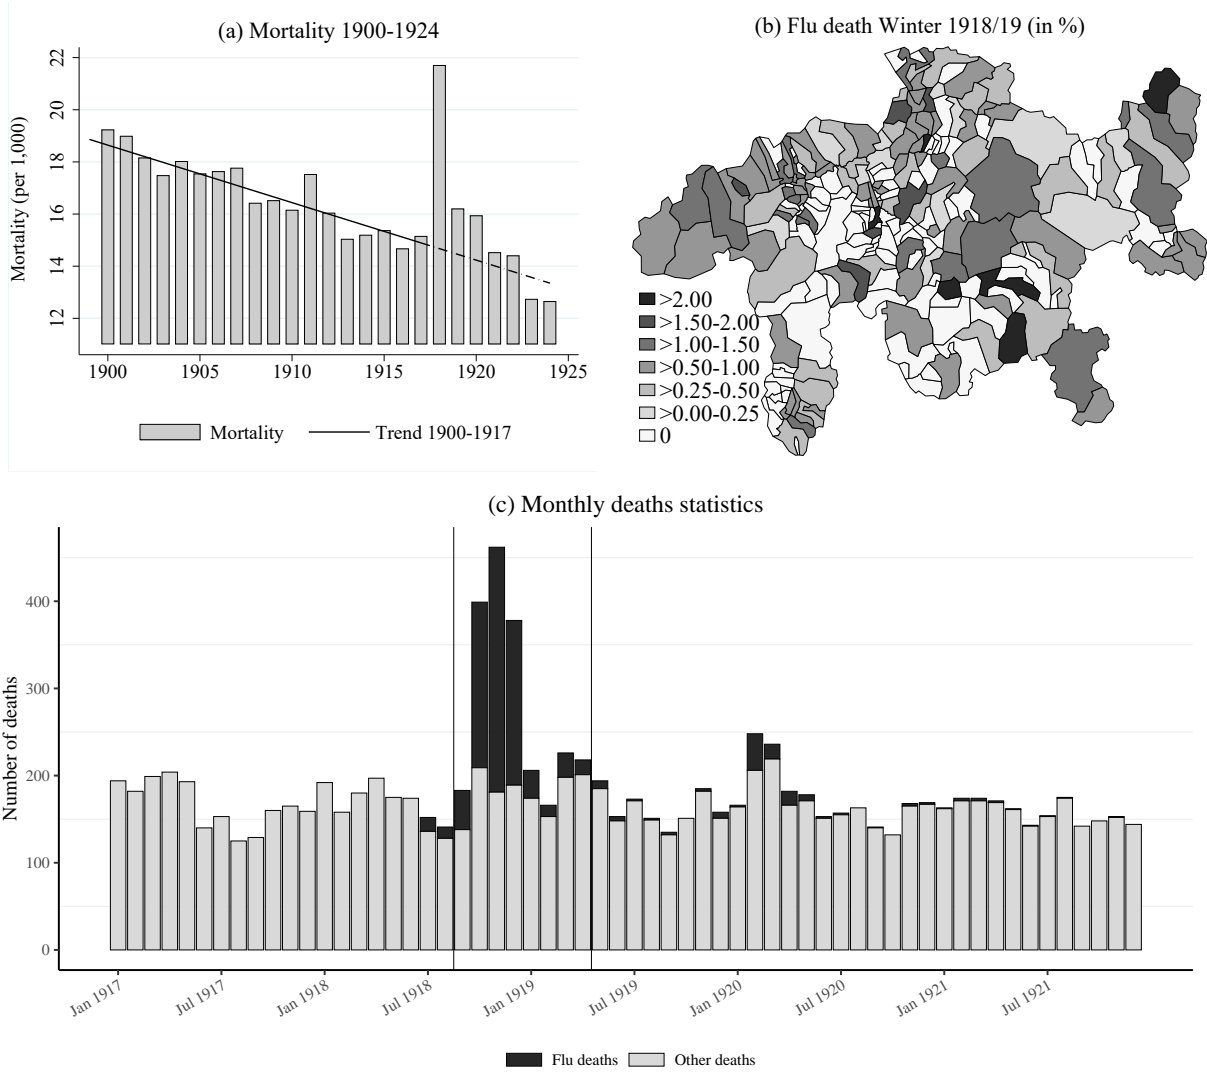 (a) Mortality 1900-1924
Mortality (per 1,000)
22
20
18
16
14
12
1900 1905 1910 1915 1920 1925
Mortality Trend 1900-1917
(b) Flu death Winter 1918/19 (in %)
>2.00
>1.50-2.00
>1.00-1.50
>0.50-1.00
>0.25-0.50
>0.00-0.25
0
(c) Monthly deaths statistics
Number of deaths
400
300
200
100
0
Jan 1917 Jul 1917 Jan 1918 Jul 1918 Jan 1919 Jul 1919 Jan 1920 Jul 1920 Jan 1921 Jul 1921
Flu deaths Other deaths